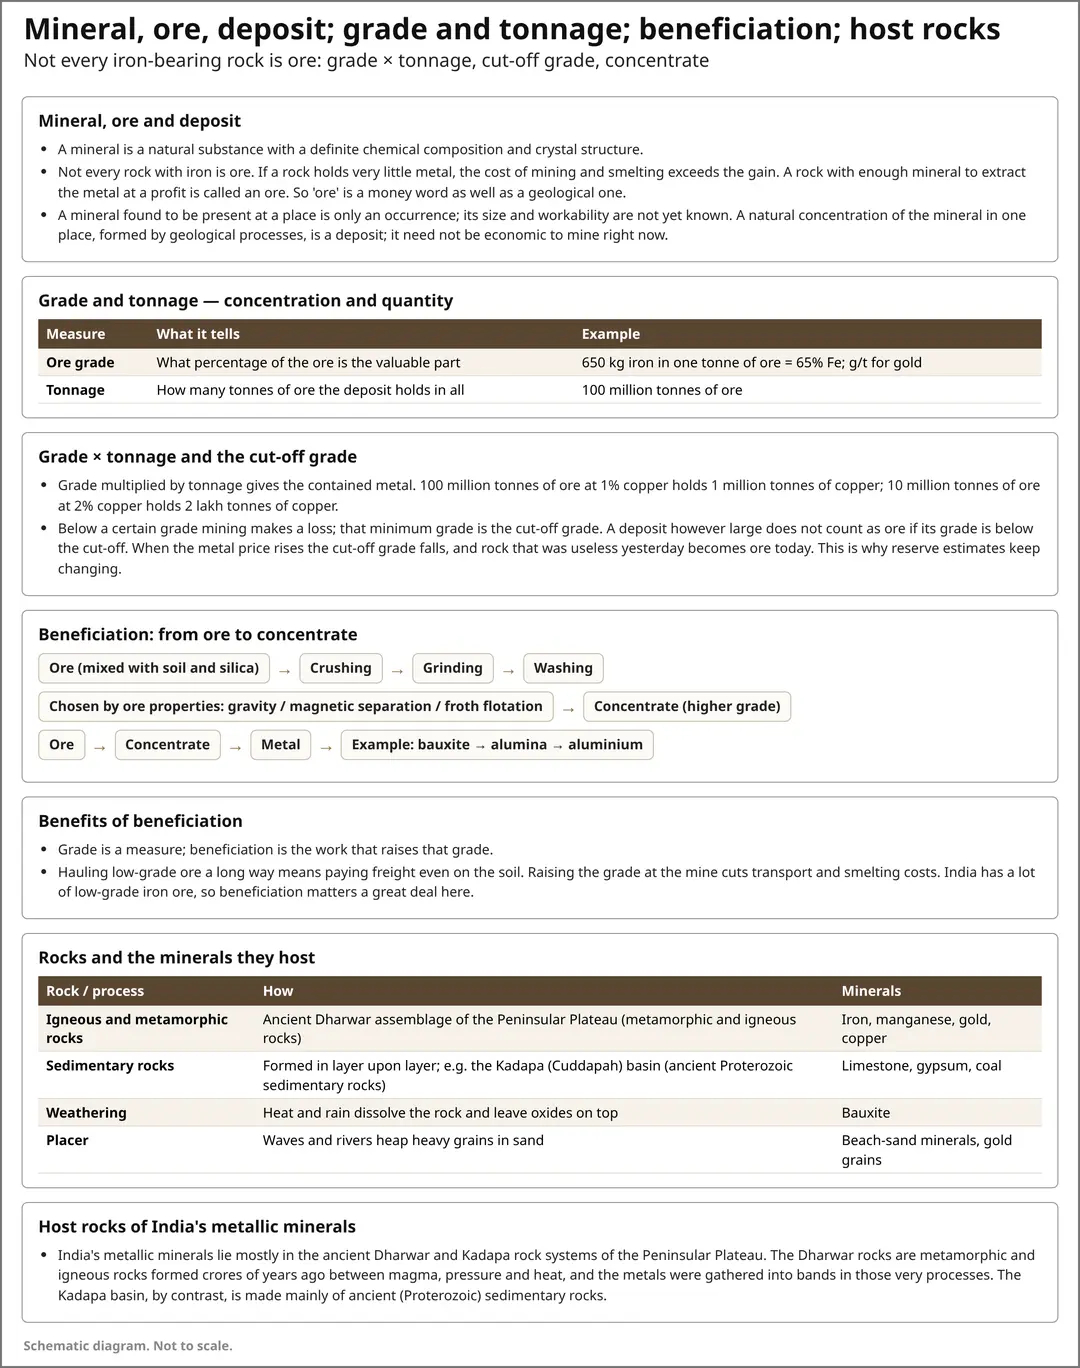 Mineral, ore, deposit; grade and tonnage; beneficiation; host rocks
Not every iron-bearing rock is ore: grade × tonnage, cut-off grade, concentrate
Mineral, ore and deposit
• A mineral is a natural substance with a definite chemical composition and crystal structure.
• Not every rock with iron is ore. If a rock holds very little metal, the cost of mining and smelting exceeds the gain. A rock with enough mineral to extract
the metal at a profit is called an ore. So 'ore' is a money word as well as a geological one.
• A mineral found to be present at a place is only an occurrence; its size and workability are not yet known. A natural concentration of the mineral in one
place, formed by geological processes, is a deposit; it need not be economic to mine right now.
Grade and tonnage — concentration and quantity
Measure What it tells Example
Ore grade What percentage of the ore is the valuable part 650 kg iron in one tonne of ore = 65% Fe; g/t for gold
Tonnage How many tonnes of ore the deposit holds in all 100 million tonnes of ore
Grade × tonnage and the cut-off grade
• Grade multiplied by tonnage gives the contained metal. 100 million tonnes of ore at 1% copper holds 1 million tonnes of copper; 10 million tonnes of ore
at 2% copper holds 2 lakh tonnes of copper.
• Below a certain grade mining makes a loss; that minimum grade is the cut-off grade. A deposit however large does not count as ore if its grade is below
the cut-off. When the metal price rises the cut-off grade falls, and rock that was useless yesterday becomes ore today. This is why reserve estimates keep
changing.
Beneficiation: from ore to concentrate
Ore (mixed with soil and silica) → Crushing → Grinding → Washing
Chosen by ore properties: gravity / magnetic separation / froth flotation → Concentrate (higher grade)
Ore → Concentrate → Metal → Example: bauxite → alumina → aluminium
Benefits of beneficiation
• Grade is a measure; beneficiation is the work that raises that grade.
• Hauling low-grade ore a long way means paying freight even on the soil. Raising the grade at the mine cuts transport and smelting costs. India has a lot
of low-grade iron ore, so beneficiation matters a great deal here.
Rocks and the minerals they host
Rock / process How Minerals
Igneous and metamorphic Ancient Dharwar assemblage of the Peninsular Plateau (metamorphic and igneous Iron, manganese, gold,
rocks rocks) copper
Sedimentary rocks Formed in layer upon layer; e.g. the Kadapa (Cuddapah) basin (ancient Proterozoic Limestone, gypsum, coal
sedimentary rocks)
Weathering Heat and rain dissolve the rock and leave oxides on top Bauxite
Placer Waves and rivers heap heavy grains in sand Beach-sand minerals, gold
grains
Host rocks of India's metallic minerals
• India's metallic minerals lie mostly in the ancient Dharwar and Kadapa rock systems of the Peninsular Plateau. The Dharwar rocks are metamorphic and
igneous rocks formed crores of years ago between magma, pressure and heat, and the metals were gathered into bands in those very processes. The
Kadapa basin, by contrast, is made mainly of ancient (Proterozoic) sedimentary rocks.
Schematic diagram. Not to scale.